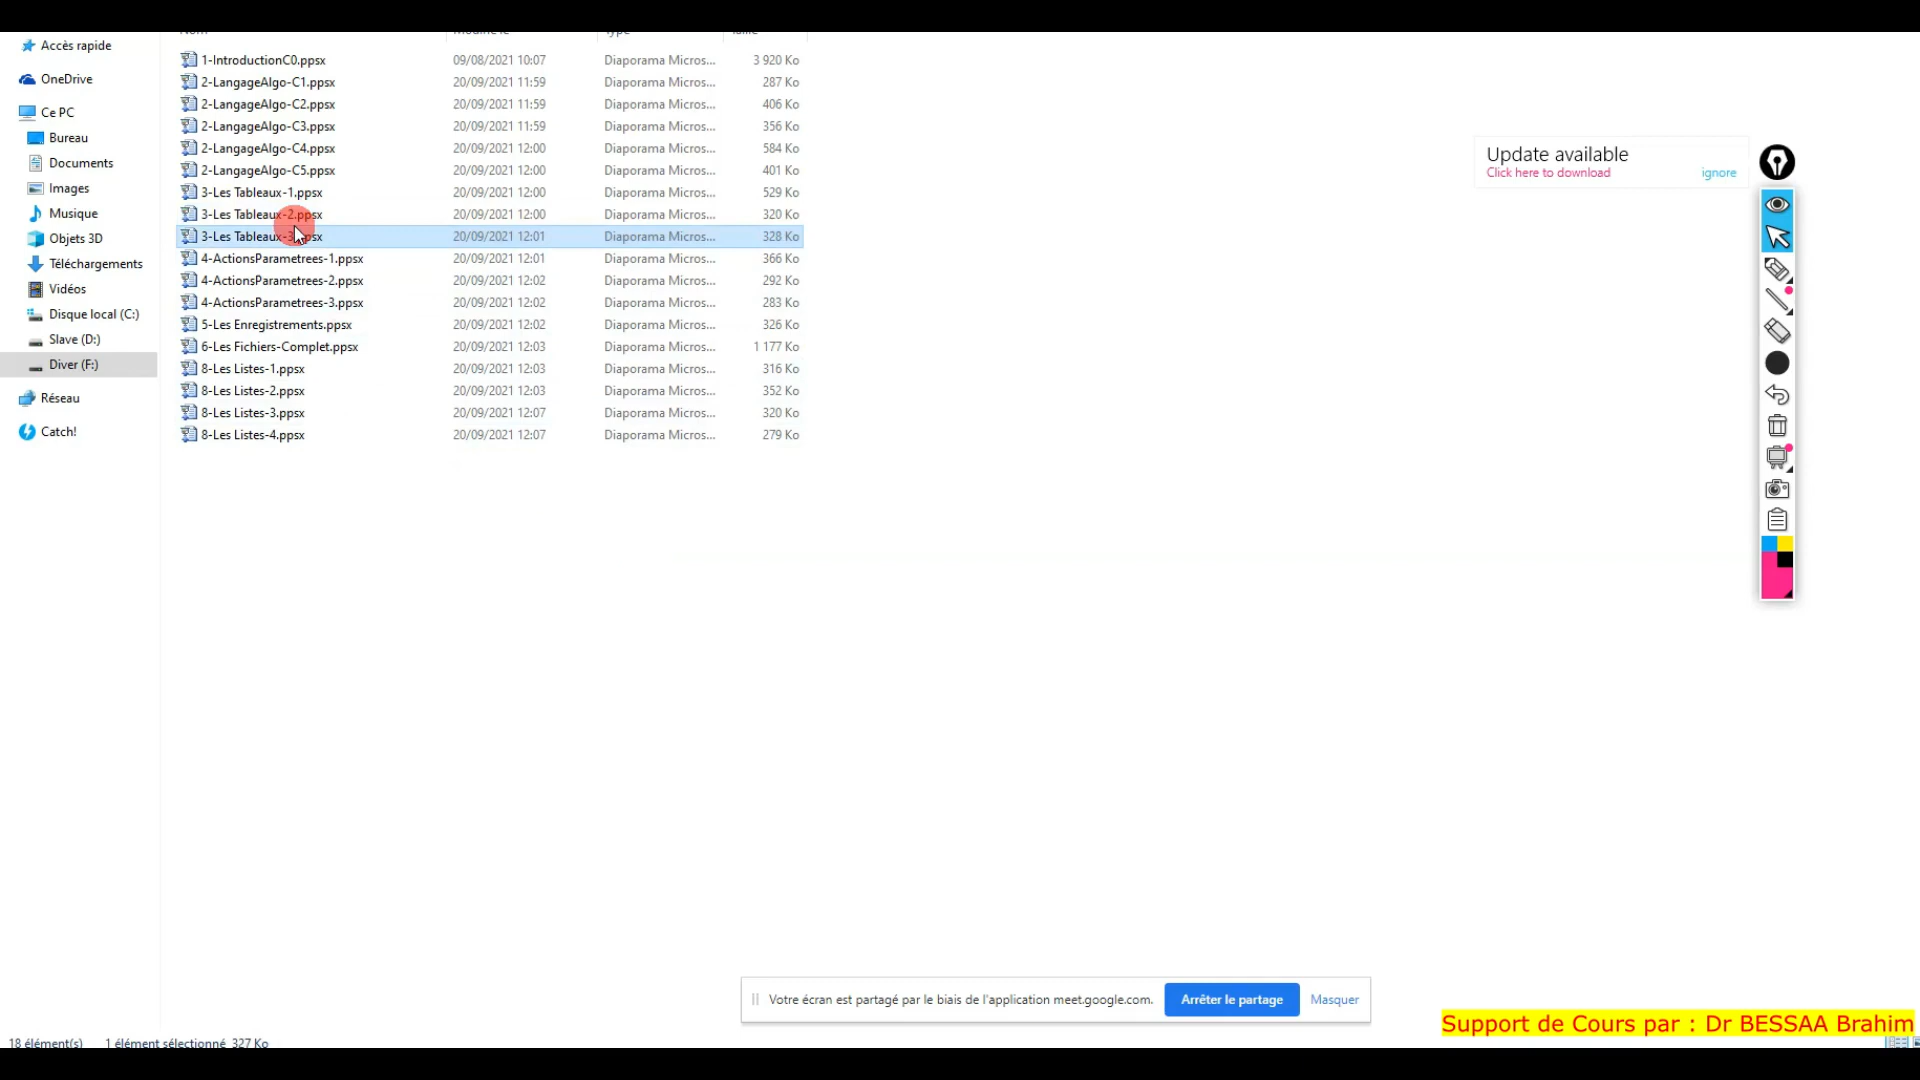 Accès rapide
OneDrive
Ce PC
Bureau
Documents
Images
Musique
Objets 3D
Téléchargements
Vidéos
Disque local (C:)
Slave (D:)
Diver (F:)
Réseau
Catch!
1-IntroductionC0.ppsx 09/08/2021 10:07 Diaporama Micros... 3 920 Ko
2-LangageAlgo-C1.ppsx 20/09/2021 11:59 Diaporama Micros... 287 Ko
2-LangageAlgo-C2.ppsx 20/09/2021 11:59 Diaporama Micros... 406 Ko
2-LangageAlgo-C3.ppsx 20/09/2021 11:59 Diaporama Micros... 356 Ko
2-LangageAlgo-C4.ppsx 20/09/2021 12:00 Diaporama Micros... 584 Ko
2-LangageAlgo-C5.ppsx 20/09/2021 12:00 Diaporama Micros... 401 Ko
3-Les Tableaux-1.ppsx 20/09/2021 12:00 Diaporama Micros... 529 Ko
3-Les Tableaux-2.ppsx 20/09/2021 12:00 Diaporama Micros... 320 Ko
3-Les Tableaux-3.ppsx 20/09/2021 12:01 Diaporama Micros... 328 Ko
4-ActionsParametrees-1.ppsx 20/09/2021 12:01 Diaporama Micros... 366 Ko
4-ActionsParametrees-2.ppsx 20/09/2021 12:02 Diaporama Micros... 292 Ko
4-ActionsParametrees-3.ppsx 20/09/2021 12:02 Diaporama Micros... 283 Ko
5-Les Enregistrements.ppsx 20/09/2021 12:02 Diaporama Micros... 326 Ko
6-Les Fichiers-Complet.ppsx 20/09/2021 12:03 Diaporama Micros... 1 177 Ko
8-Les Listes-1.ppsx 20/09/2021 12:03 Diaporama Micros... 316 Ko
8-Les Listes-2.ppsx 20/09/2021 12:03 Diaporama Micros... 352 Ko
8-Les Listes-3.ppsx 20/09/2021 12:07 Diaporama Micros... 320 Ko
8-Les Listes-4.ppsx 20/09/2021 12:07 Diaporama Micros... 279 Ko
Update available
Click here to download ignore
Votre écran est partagé par le biais de l'application meet.google.com. Arrêter le partage Masquer
Support de Cours par : Dr BESSAA Brahim
18 élément(s) 1 élément sélectionné 327 Ko